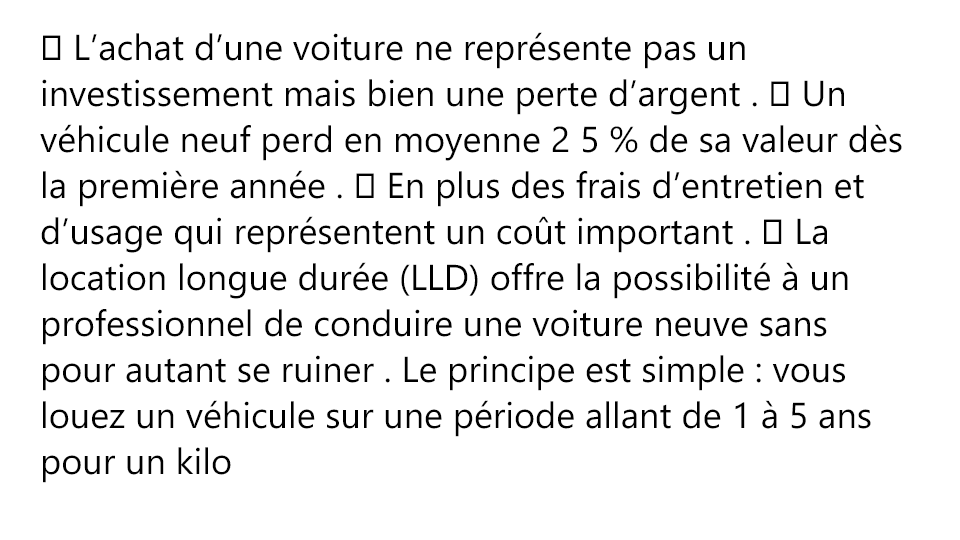 ▯ L’achat d’une voiture ne représente pas un
investissement mais bien une perte d’argent . ▯ Un
véhicule neuf perd en moyenne 2 5 % de sa valeur dès
la première année . ▯ En plus des frais d’entretien et
d’usage qui représentent un coût important . ▯ La
location longue durée (LLD) offre la possibilité à un
professionnel de conduire une voiture neuve sans
pour autant se ruiner . Le principe est simple : vous
louez un véhicule sur une période allant de 1 à 5 ans
pour un kilo